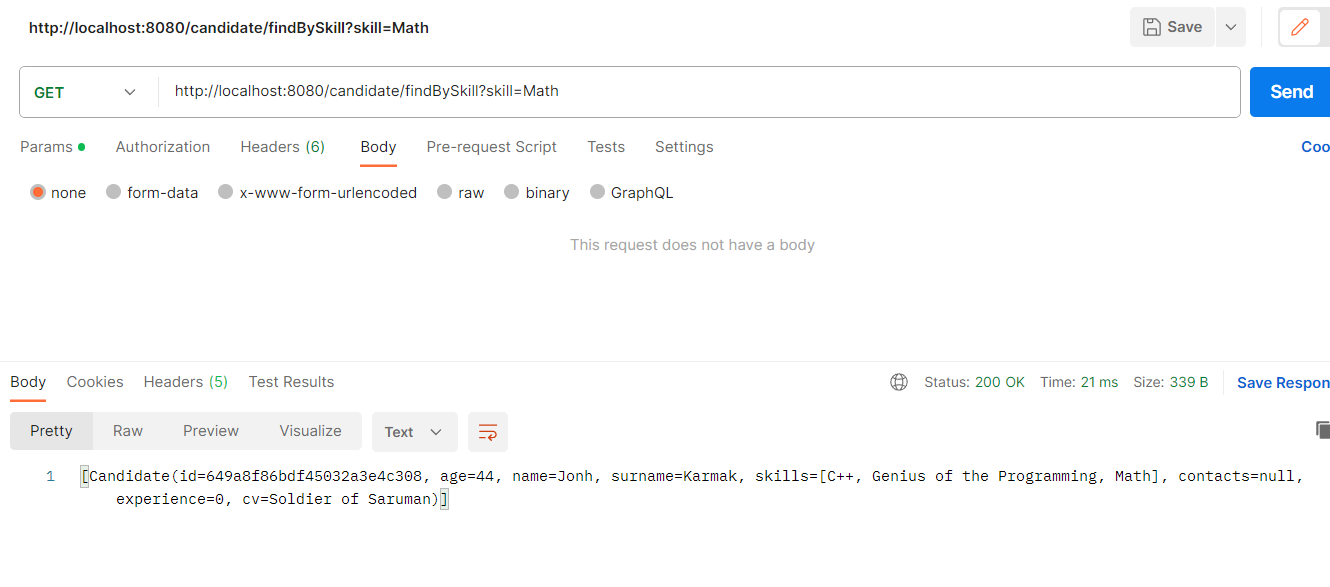 http://localhost:8080/candidate/findBySkill?skill=Math
Save
GET
http://localhost:8080/candidate/findBySkill?skill=Math
Send
Params Authorization Headers (6) Body Pre-request Script Tests Settings Coo
none form-data x-www-form-urlencoded raw binary GraphQL
This request does not have a body
Body Cookies Headers (5) Test Results Status: 200 OK Time: 21 ms Size: 339 B Save Respon
Pretty Raw Preview Visualize Text
1 [Candidate(id=649a8f86bdf45032a3e4c308, age=44, name=Jonh, surname=Karmak, skills=[C++, Genius of the Programming, Math], contacts=null,
experience=0, cv=Soldier of Saruman)]